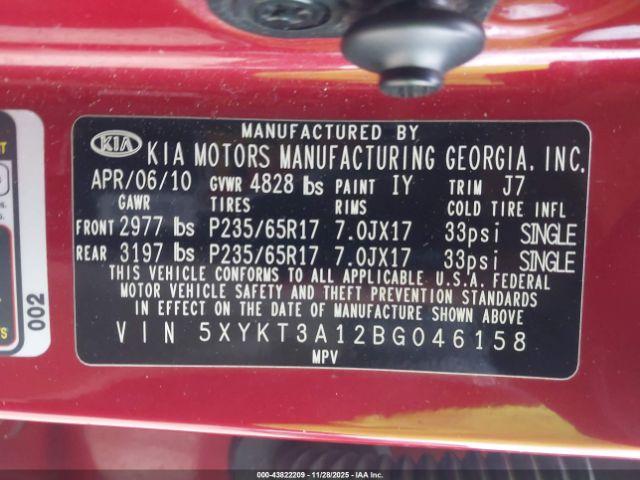 MANUFACTURED BY
KIA KIA MOTORS MANUFACTURING GEORGIA, INC.
APR/06/10 GVWR 4828 lbs PAINT IY TRIM J7
GAWR TIRES RIMS COLD TIRE INFL
FRONT 2977 lbs P235/65R17 7.0JX17 33psi SINGLE
REAR 3197 lbs P235/65R17 7.0JX17 33psi SINGLE
THIS VEHICLE CONFORMS TO ALL APPLICABLE U.S.A. FEDERAL
MOTOR VEHICLE SAFETY AND THEFT PREVENTION STANDARDS
IN EFFECT ON THE DATE OF MANUFACTURE SHOWN ABOVE
VIN 5XYKT3A12BG046158
MPV
002
000-43822209 - 11/28/2025 - IAA Inc.